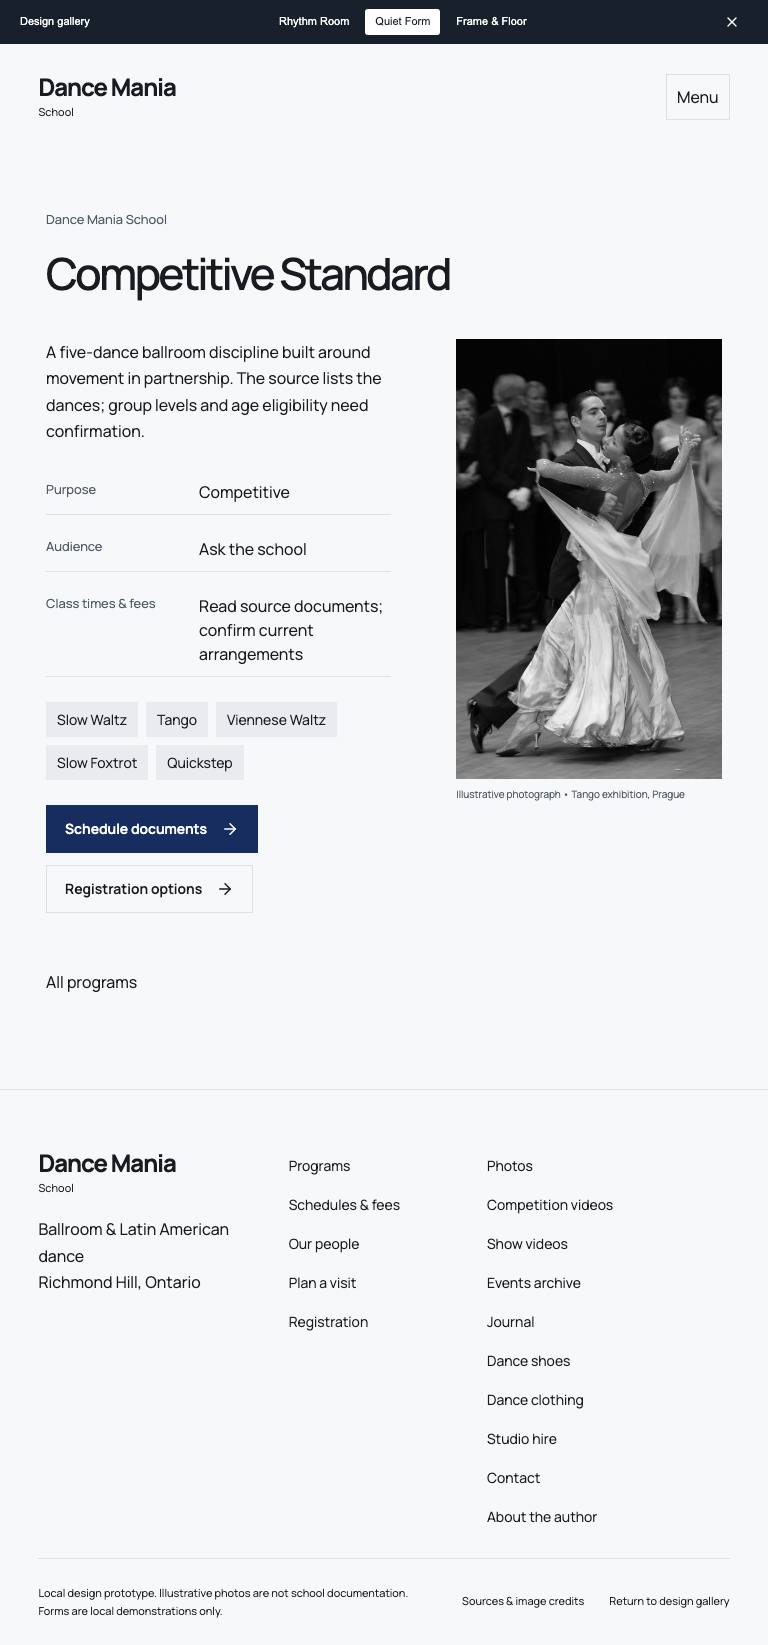 Design gallery
Rhythm Room
Quiet Form
Frame & Floor
Dance Mania
School
Menu
Dance Mania School
Competitive Standard
A five-dance ballroom discipline built around
movement in partnership. The source lists the
dances; group levels and age eligibility need
confirmation.
Purpose
Competitive
Audience
Ask the school
Class times & fees
Read source documents;
confirm current
arrangements
Slow Waltz
Tango
Viennese Waltz
Slow Foxtrot
Quickstep
Schedule documents
Registration options
Illustrative photograph • Tango exhibition, Prague
All programs
Dance Mania
School
Ballroom & Latin American
dance
Richmond Hill, Ontario
Programs
Schedules & fees
Our people
Plan a visit
Registration
Photos
Competition videos
Show videos
Events archive
Journal
Dance shoes
Dance clothing
Studio hire
Contact
About the author
Local design prototype. Illustrative photos are not school documentation.
Forms are local demonstrations only.
Sources & image credits
Return to design gallery